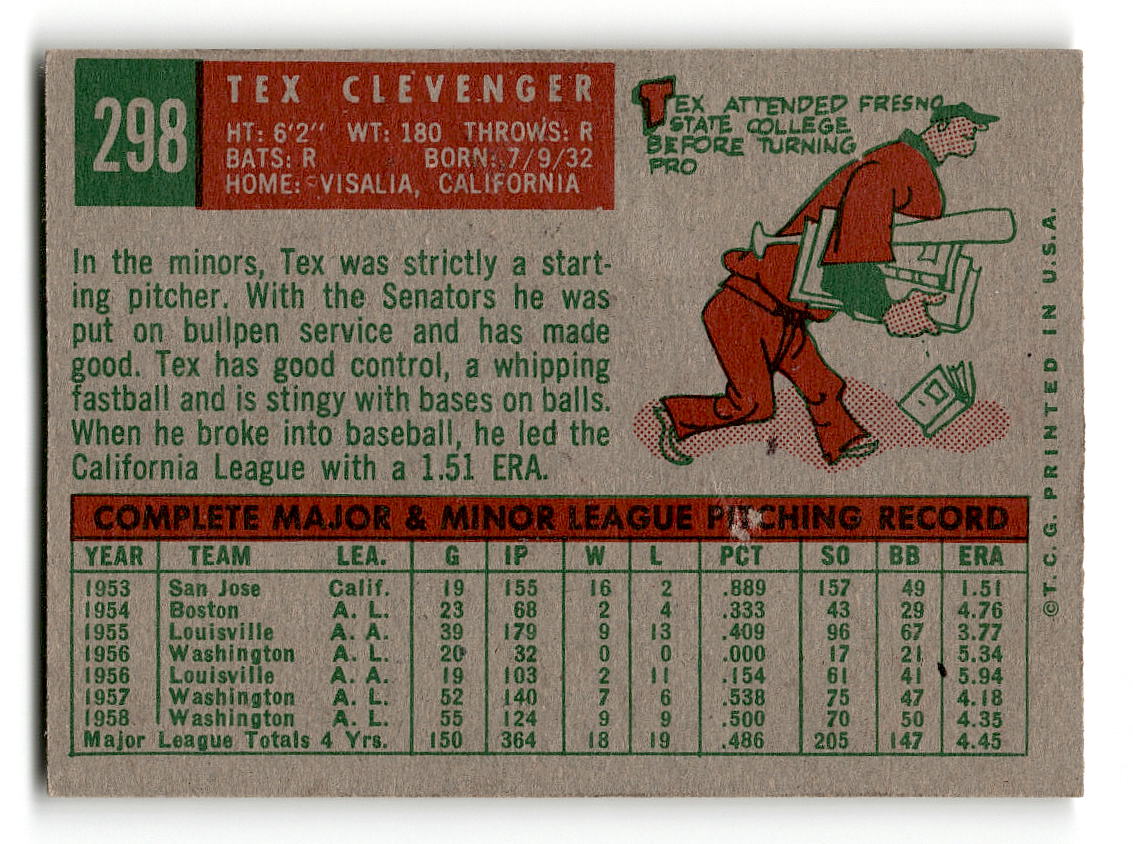 298
TEX CLEVENGER
HT: 6'2" WT: 180 THROWS: R
BATS: R BORN: 7/9/32
HOME: VISALIA, CALIFORNIA
TEX ATTENDED FRESNO
STATE COLLEGE
BEFORE TURNING
PRO
In the minors, Tex was strictly a start-
ing pitcher. With the Senators he was
put on bullpen service and has made
good. Tex has good control, a whipping
fastball and is stingy with bases on balls.
When he broke into baseball, he led the
California League with a 1.51 ERA.
COMPLETE MAJOR & MINOR LEAGUE PITCHING RECORD
YEAR TEAM LEA. G IP W L PCT SO BB ERA
1953 San Jose Calif. 19 155 16 2 .889 157 49 1.51
1954 Boston A. L. 23 68 2 4 .333 43 29 4.76
1955 Louisville A. A. 39 179 9 13 .409 96 67 3.77
1956 Washington A. L. 20 32 0 0 .000 17 21 5.34
1956 Louisville A. A. 19 103 2 11 .154 61 41 5.94
1957 Washington A. L. 52 140 7 6 .538 75 47 4.18
1958 Washington A. L. 55 124 9 9 .500 70 50 4.35
Major League Totals 4 Yrs. 150 364 18 19 .486 205 147 4.45
©T.C.G. PRINTED IN U.S.A.